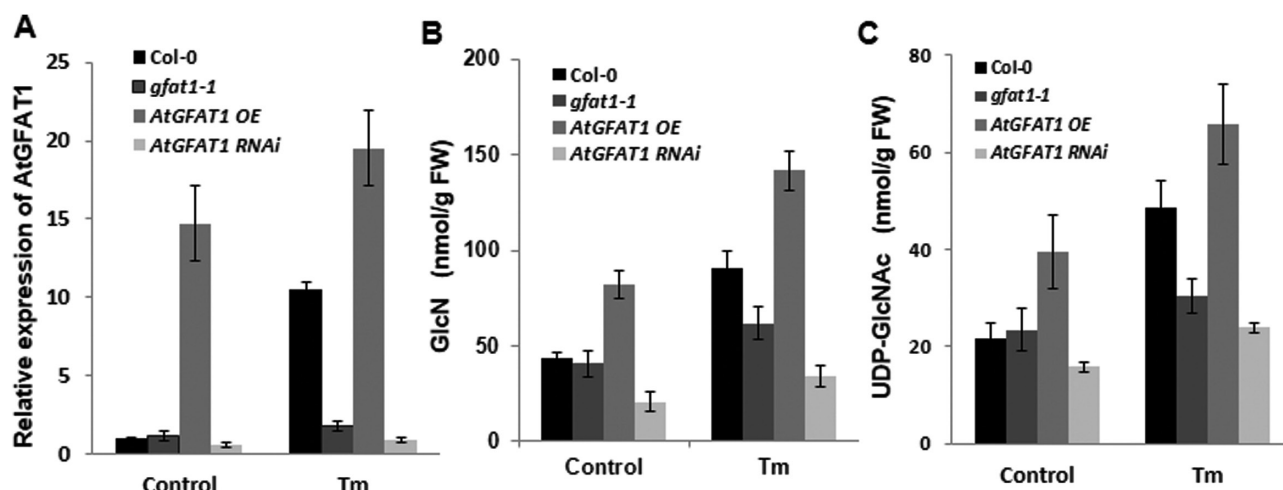 A
Relative expression of AtGFAT1
25
20
15
10
5
0
Col-0
gfat1-1
AtGFAT1 OE
AtGFAT1 RNAi
Control
Tm
B
GlcN (nmol/g FW)
200
150
100
50
0
Col-0
gfat1-1
AtGFAT1 OE
AtGFAT1 RNAi
Control
Tm
C
UDP-GlcNAc (nmol/g FW)
80
60
40
20
0
Col-0
gfat1-1
AtGFAT1 OE
AtGFAT1 RNAi
Control
Tm